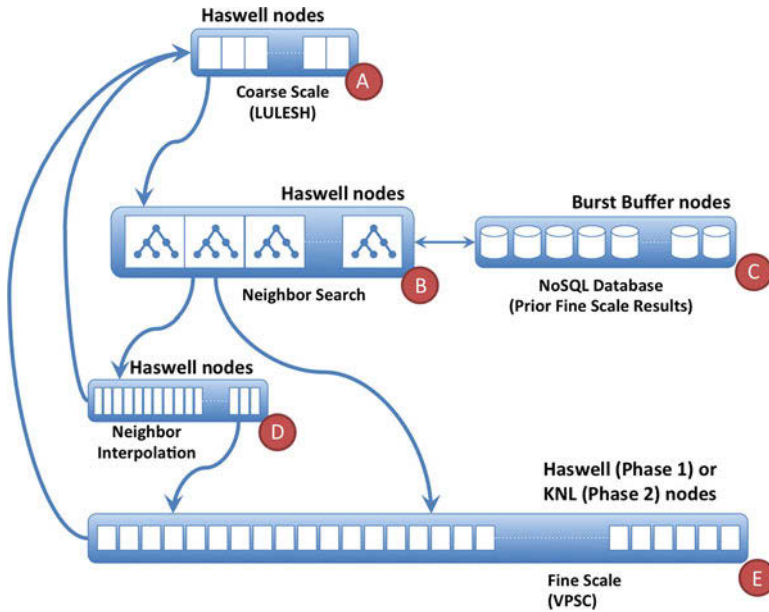 Haswell nodes
A
Coarse Scale
(LULESH)
Haswell nodes
B
Neighbor Search
Burst Buffer nodes
C
NoSQL Database
(Prior Fine Scale Results)
Haswell nodes
D
Neighbor
Interpolation
Haswell (Phase 1) or
KNL (Phase 2) nodes
E
Fine Scale
(VPSC)